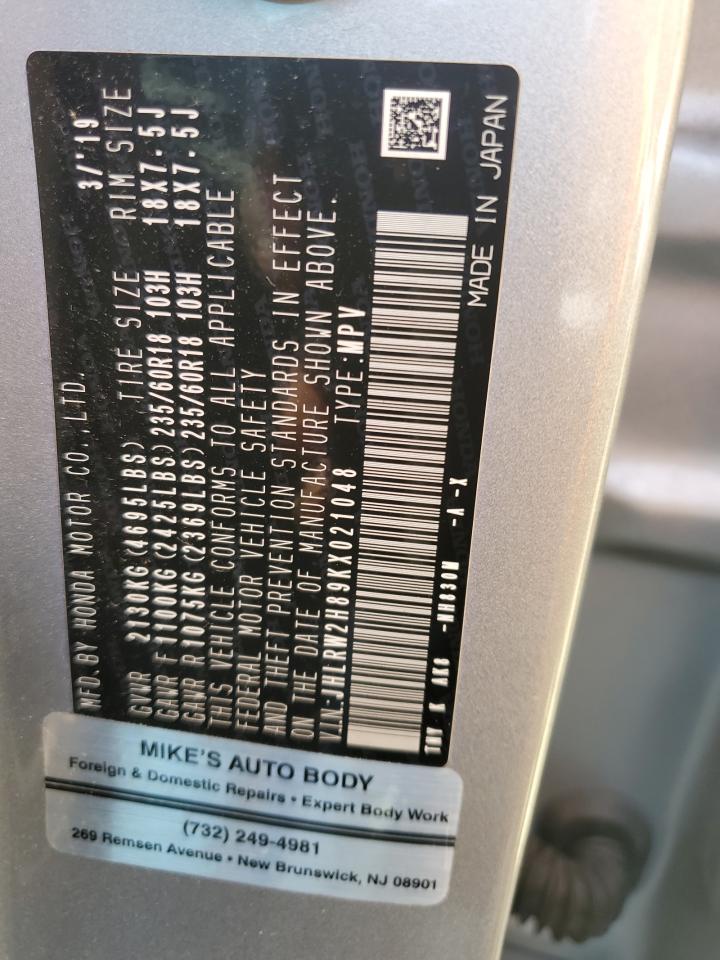 MFD. BY HONDA MOTOR CO., LTD. 3/'19
GVWR 2130KG(4695LBS) TIRE SIZE RIM SIZE
GAWR F 1100KG(2425LBS)235/60R18 103H 18X7.5J
GAWR R 1075KG(2369LBS)235/60R18 103H 18X7.5J
THIS VEHICLE CONFORMS TO ALL APPLICABLE
FEDERAL MOTOR VEHICLE SAFETY
AND THEFT PREVENTION STANDARDS IN EFFECT
ON THE DATE OF MANUFACTURE SHOWN ABOVE.
V.I.N:JHLRW2H89KX021048 TYPE:MPV
-NH830M -A-X
MADE IN JAPAN
MIKE'S AUTO BODY
Foreign & Domestic Repairs • Expert Body Work
(732) 249-4981
269 Remsen Avenue • New Brunswick, NJ 08901